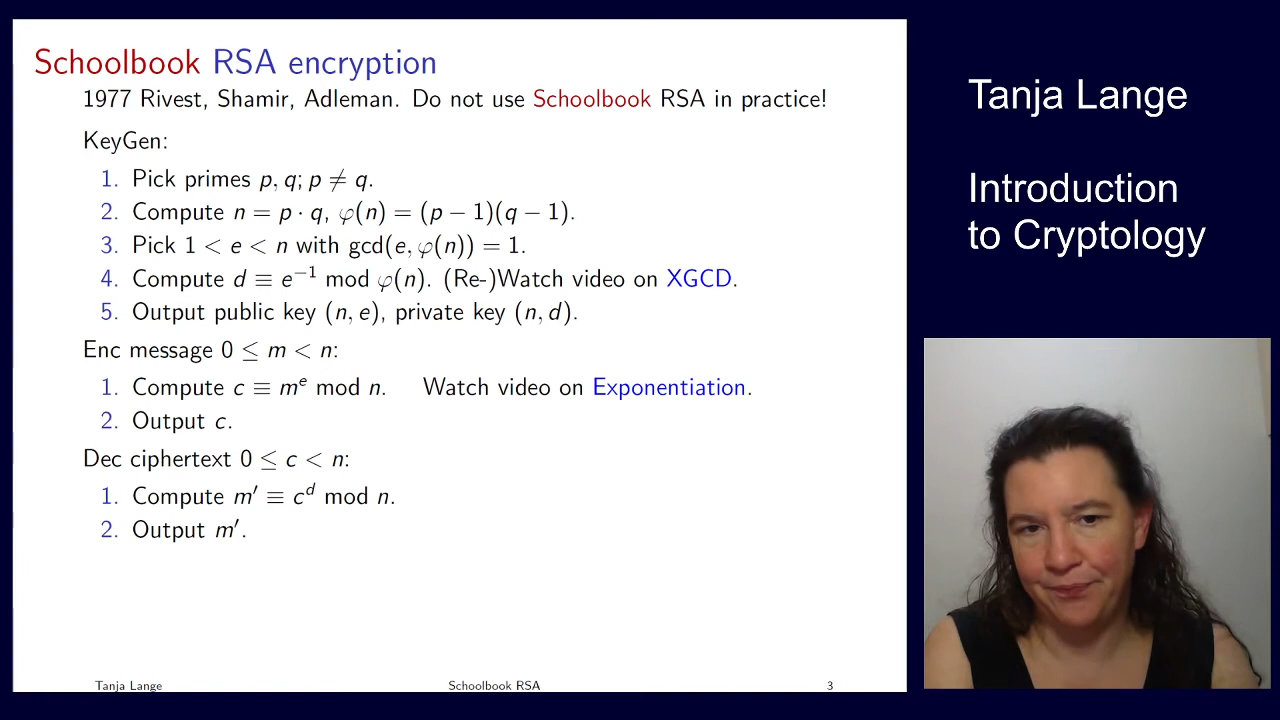 Schoolbook RSA encryption
1977 Rivest, Shamir, Adleman. Do not use Schoolbook RSA in practice!
KeyGen:
1. Pick primes p, q; p ≠ q.
2. Compute n = p · q, φ(n) = (p − 1)(q − 1).
3. Pick 1 < e < n with gcd(e, φ(n)) = 1.
4. Compute d ≡ e⁻¹ mod φ(n). (Re-)Watch video on XGCD.
5. Output public key (n, e), private key (n, d).
Enc message 0 ≤ m < n:
1. Compute c ≡ mᵉ mod n. Watch video on Exponentiation.
2. Output c.
Dec ciphertext 0 ≤ c < n:
1. Compute m′ ≡ cᵈ mod n.
2. Output m′.
Tanja Lange
Schoolbook RSA
3
Tanja Lange
Introduction
to Cryptology